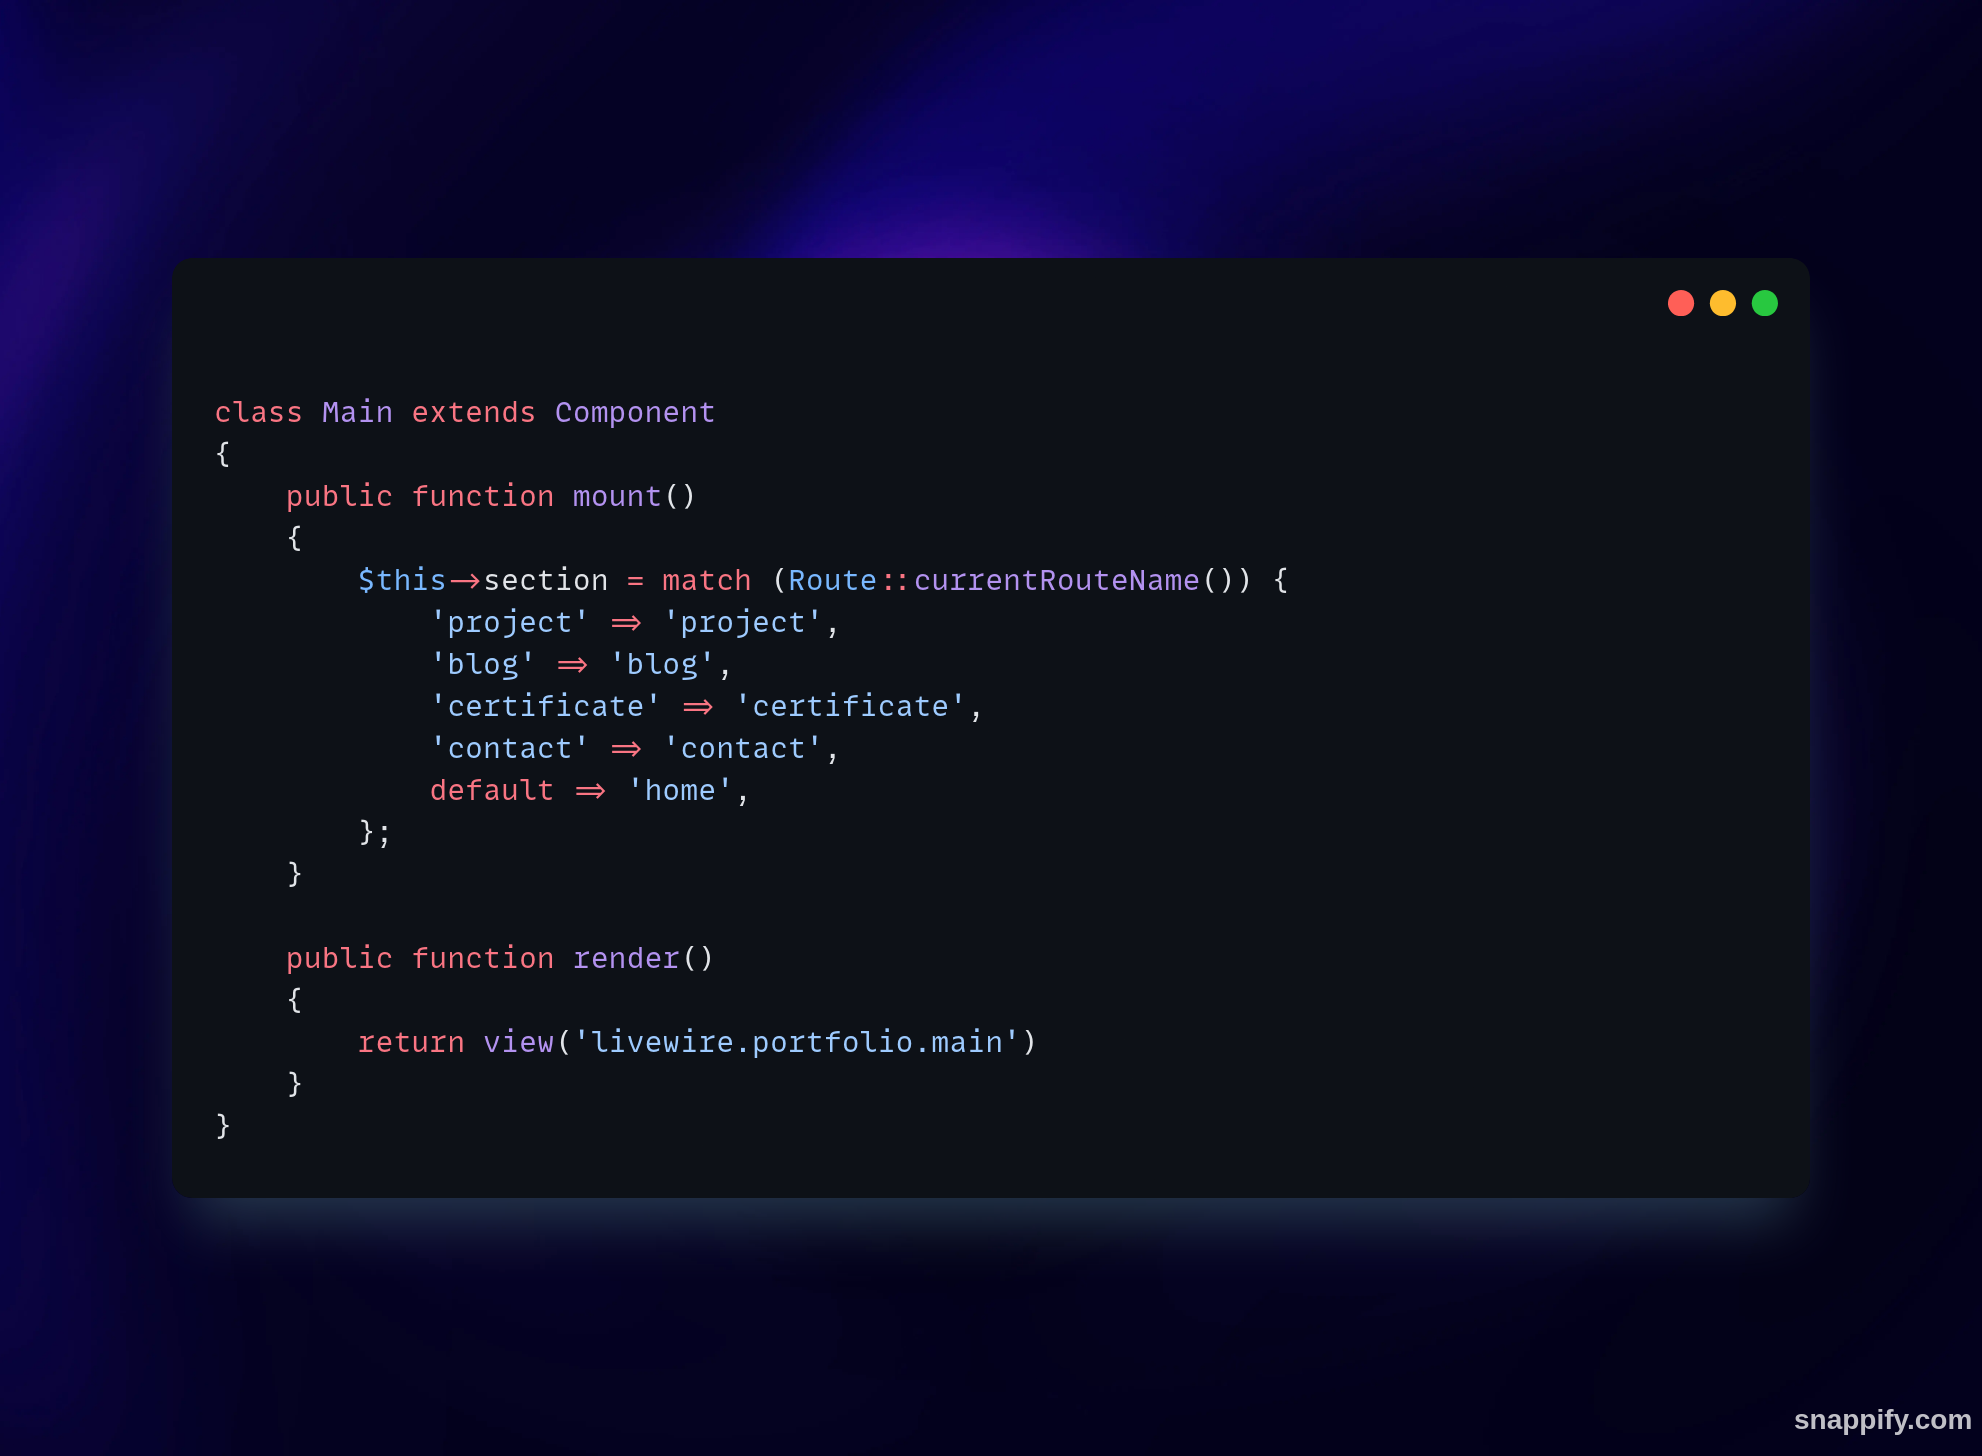 class Main extends Component
{
    public function mount()
    {
        $this->section = match (Route::currentRouteName()) {
            'project' => 'project',
            'blog' => 'blog',
            'certificate' => 'certificate',
            'contact' => 'contact',
            default => 'home',
        };
    }

    public function render()
    {
        return view('livewire.portfolio.main')
    }
}
snappify.com